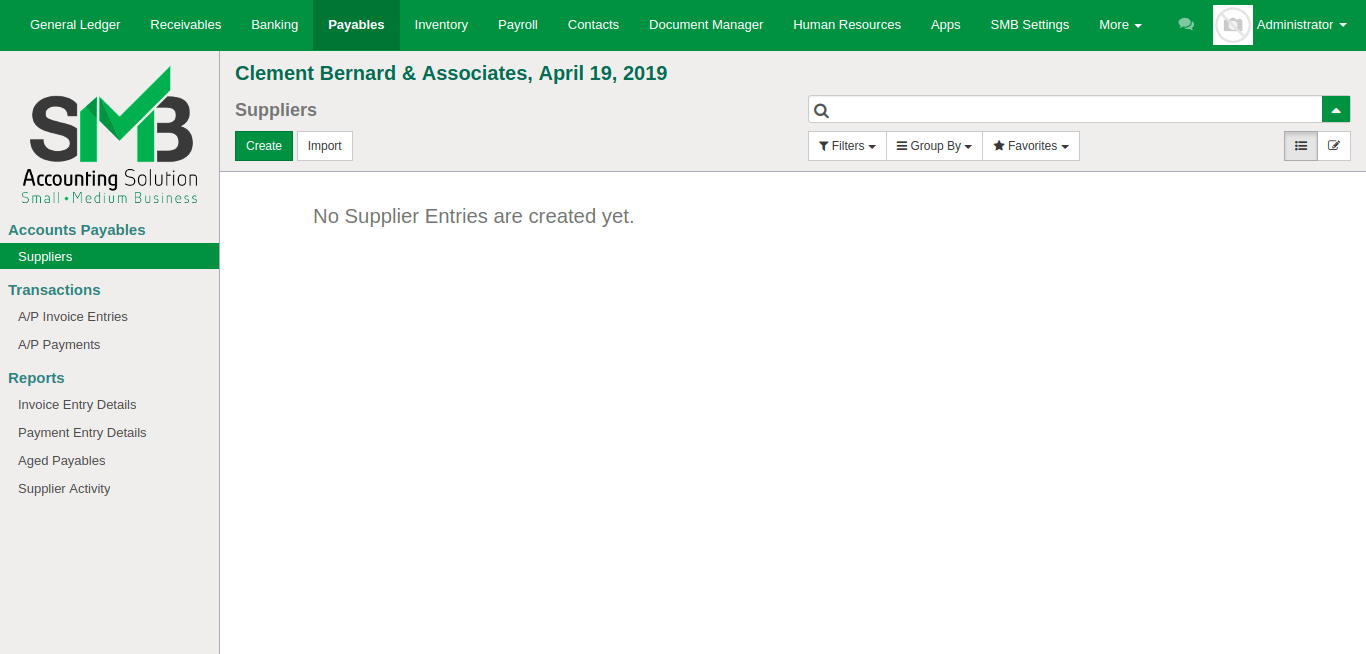 General Ledger Receivables Banking Payables Inventory Payroll Contacts Document Manager Human Resources Apps SMB Settings More Administrator
SMB
Accounting Solution
Small • Medium Business
Accounts Payables
Suppliers
Transactions
A/P Invoice Entries
A/P Payments
Reports
Invoice Entry Details
Payment Entry Details
Aged Payables
Supplier Activity
Clement Bernard & Associates, April 19, 2019
Suppliers
Create Import
Filters Group By Favorites
No Supplier Entries are created yet.